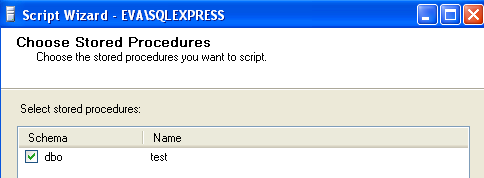 Script Wizard - EVA\SQLEXPRESS
Choose Stored Procedures
Choose the stored procedures you want to script.
Select stored procedures:
Schema Name
dbo test